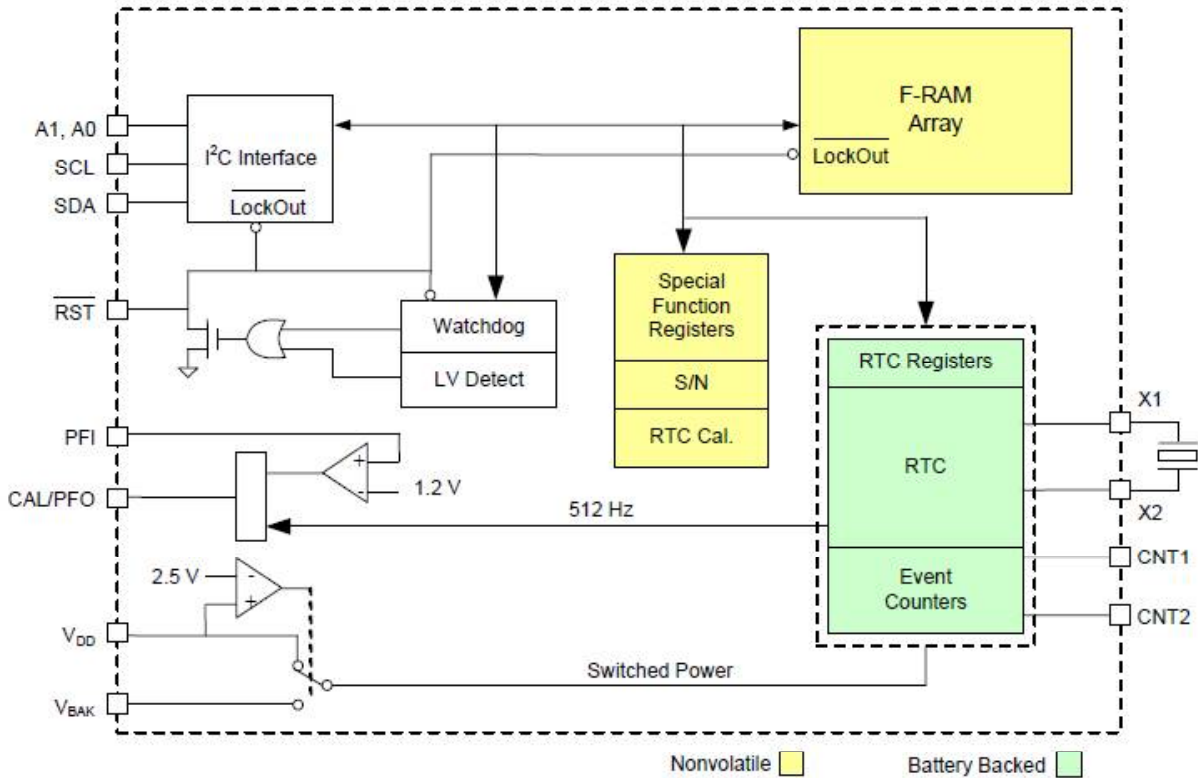 F-RAM
Array
LockOut
A1, A0
SCL
SDA
I²C Interface
LockOut
RST
Watchdog
LV Detect
Special
Function
Registers
S/N
RTC Cal.
RTC Registers
RTC
Event
Counters
X1
X2
CNT1
CNT2
PFI
CAL/PFO
+
-
1.2 V
512 Hz
2.5 V
-
+
VDD
VBAK
Switched Power
Nonvolatile
Battery Backed